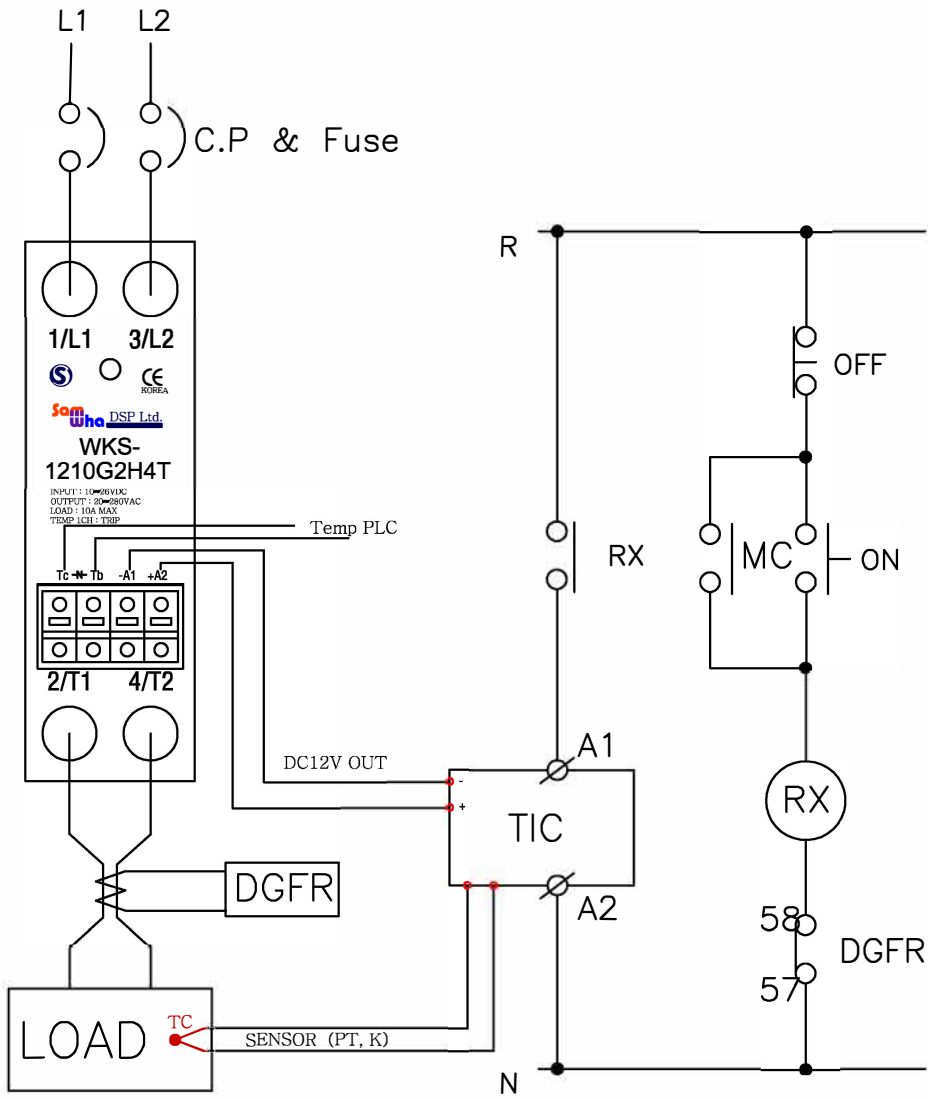 L1 L2
C.P & Fuse
1/L1 3/L2
S
CE
KOREA
Sam
Wha DSP Ltd.
WKS-
1210G2H4T
INPUT : 10~26VDC
OUTPUT : 20~280VAC
LOAD : 10A MAX
TEMP 1CH : TRIP
Temp PLC
Tc N Tb -A1 +A2
2/T1 4/T2
DC12V OUT
DGFR
LOAD
TC
SENSOR (PT, K)
R
OFF
RX
MC
ON
A1
-
+
TIC
A2
RX
58
DGFR
57
N